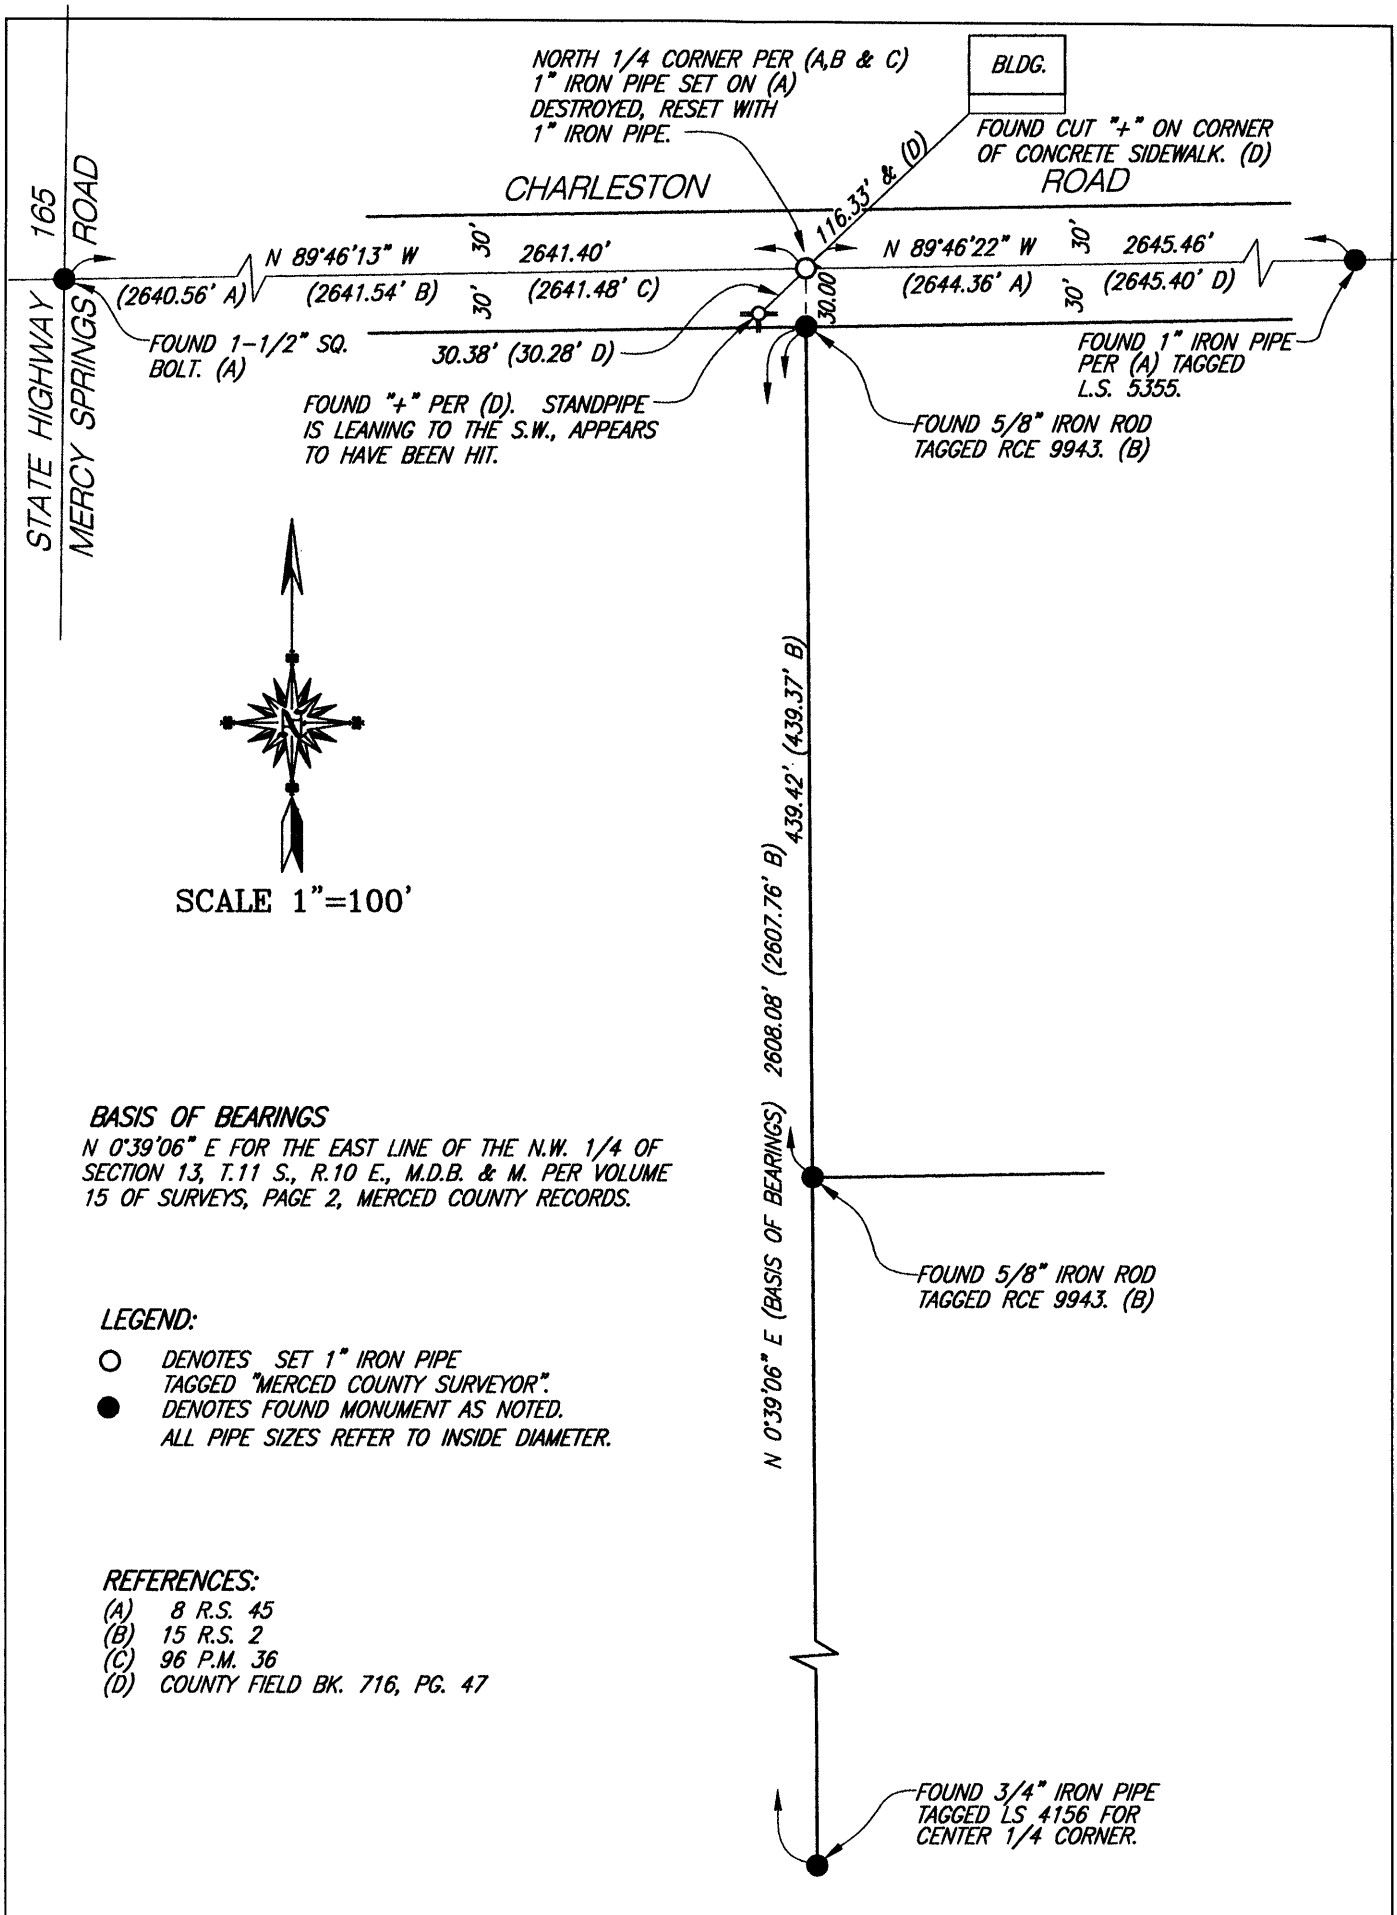 NORTH 1/4 CORNER PER (A,B & C)
1" IRON PIPE SET ON (A)
DESTROYED, RESET WITH
1" IRON PIPE.
BLDG.
FOUND CUT "+" ON CORNER
OF CONCRETE SIDEWALK. (D)
116.33' & (D)
CHARLESTON
ROAD
STATE HIGHWAY 165
MERCY SPRINGS ROAD
N 89°46'13" W
30'
2641.40'
N 89°46'22" W
30'
2645.46'
(2640.56' A)
(2641.54' B)
30'
(2641.48' C)
30.00
(2644.36' A)
30'
(2645.40' D)
FOUND 1-1/2" SQ.
BOLT. (A)
30.38' (30.28' D)
FOUND 1" IRON PIPE
PER (A) TAGGED
L.S. 5355.
FOUND "+" PER (D). STANDPIPE
IS LEANING TO THE S.W., APPEARS
TO HAVE BEEN HIT.
FOUND 5/8" IRON ROD
TAGGED RCE 9943. (B)
N
SCALE 1"=100'
439.42' (439.37' B)
N 0°39'06" E (BASIS OF BEARINGS) 2608.08' (2607.76' B)
BASIS OF BEARINGS
N 0°39'06" E FOR THE EAST LINE OF THE N.W. 1/4 OF
SECTION 13, T.11 S., R.10 E., M.D.B. & M. PER VOLUME
15 OF SURVEYS, PAGE 2, MERCED COUNTY RECORDS.
FOUND 5/8" IRON ROD
TAGGED RCE 9943. (B)
LEGEND:
DENOTES SET 1" IRON PIPE
TAGGED "MERCED COUNTY SURVEYOR".
DENOTES FOUND MONUMENT AS NOTED.
ALL PIPE SIZES REFER TO INSIDE DIAMETER.
REFERENCES:
(A) 8 R.S. 45
(B) 15 R.S. 2
(C) 96 P.M. 36
(D) COUNTY FIELD BK. 716, PG. 47
FOUND 3/4" IRON PIPE
TAGGED LS 4156 FOR
CENTER 1/4 CORNER.